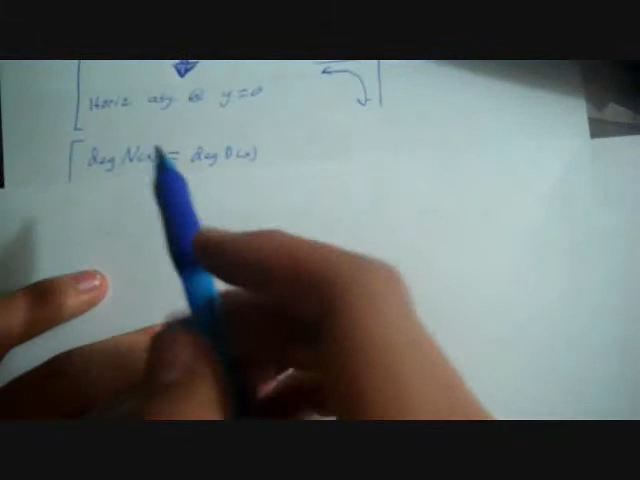 Horiz asy @ y=0
deg N(x) = deg D(x)